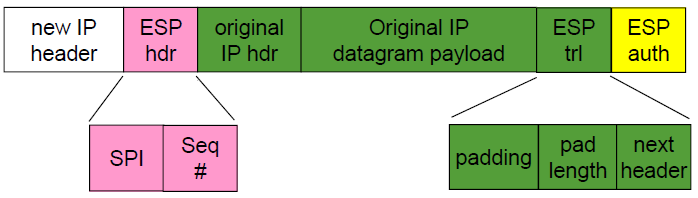 new IP
header
ESP
hdr
original
IP hdr
Original IP
datagram payload
ESP
trl
ESP
auth
SPI
Seq
#
padding
pad
length
next
header